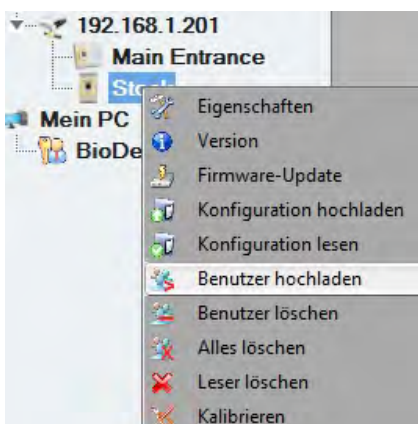 192.168.1.201
Main Entrance
Mein PC
Eigenschaften
Version
Firmware-Update
Konfiguration hochladen
Konfiguration lesen
Benutzer hochladen
Benutzer löschen
Alles löschen
Leser löschen
Kalibrieren